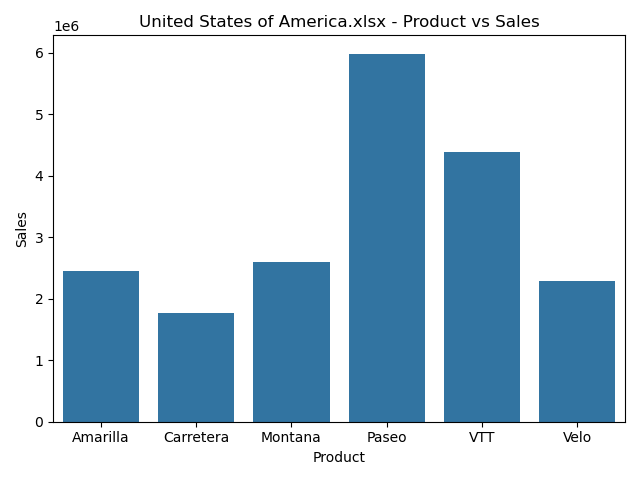 United States of America.xlsx - Product vs Sales
1e6
6
5
4
3
2
1
0
Sales
Amarilla Carretera Montana Paseo VTT Velo
Product